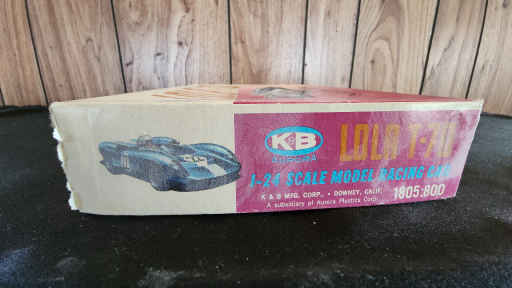 K&B
AURORA
LOLA T-70
1-24 SCALE MODEL RACING CAR
K & B MFG. CORP., • DOWNEY, CALIF.
1805:800
A subsidiary of Aurora Plastics Corp.